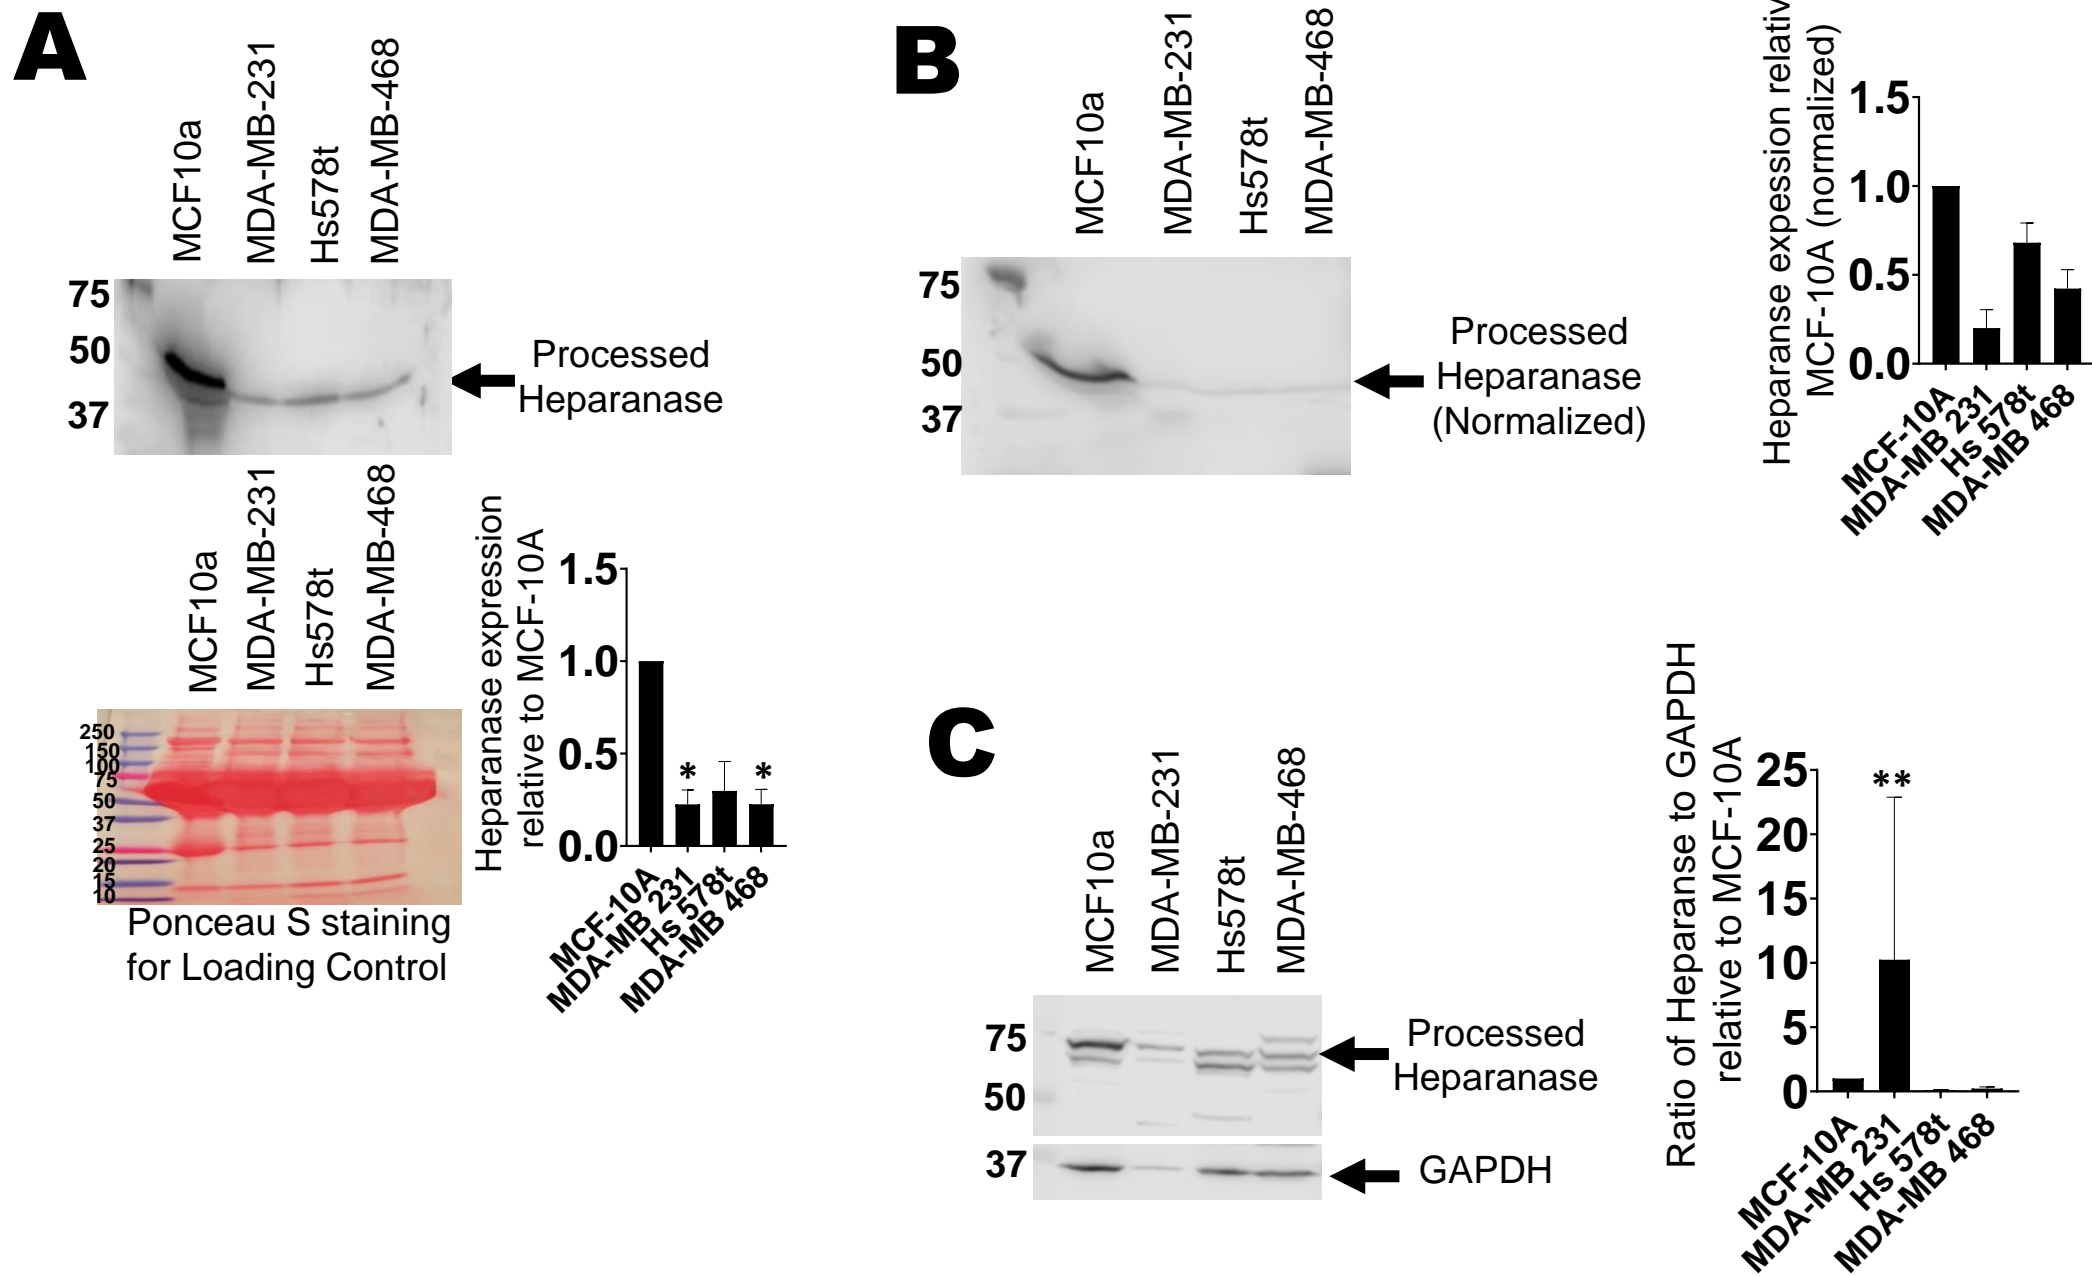 A
MCF10a
MDA-MB-231
Hs578t
MDA-MB-468
75
50
37
Processed
Heparanase
MCF10a
MDA-MB-231
Hs578t
MDA-MB-468
250
150
100
75
50
37
25
20
15
10
Ponceau S staining
for Loading Control
Heparanase expression
relative to MCF-10A
1.5
1.0
0.5
0.0
*
*
MCF-10A
MDA-MB 231
Hs 578t
MDA-MB 468
B
MCF10a
MDA-MB-231
Hs578t
MDA-MB-468
75
50
37
Processed
Heparanase
(Normalized)
Heparanse expession relativ
MCF-10A (normalized)
1.5
1.0
0.5
0.0
MCF-10A
MDA-MB 231
Hs 578t
MDA-MB 468
C
MCF10a
MDA-MB-231
Hs578t
MDA-MB-468
75
50
37
Processed
Heparanase
GAPDH
Ratio of Heparanse to GAPDH
relative to MCF-10A
25
20
15
10
5
0
**
MCF-10A
MDA-MB 231
Hs 578t
MDA-MB 468